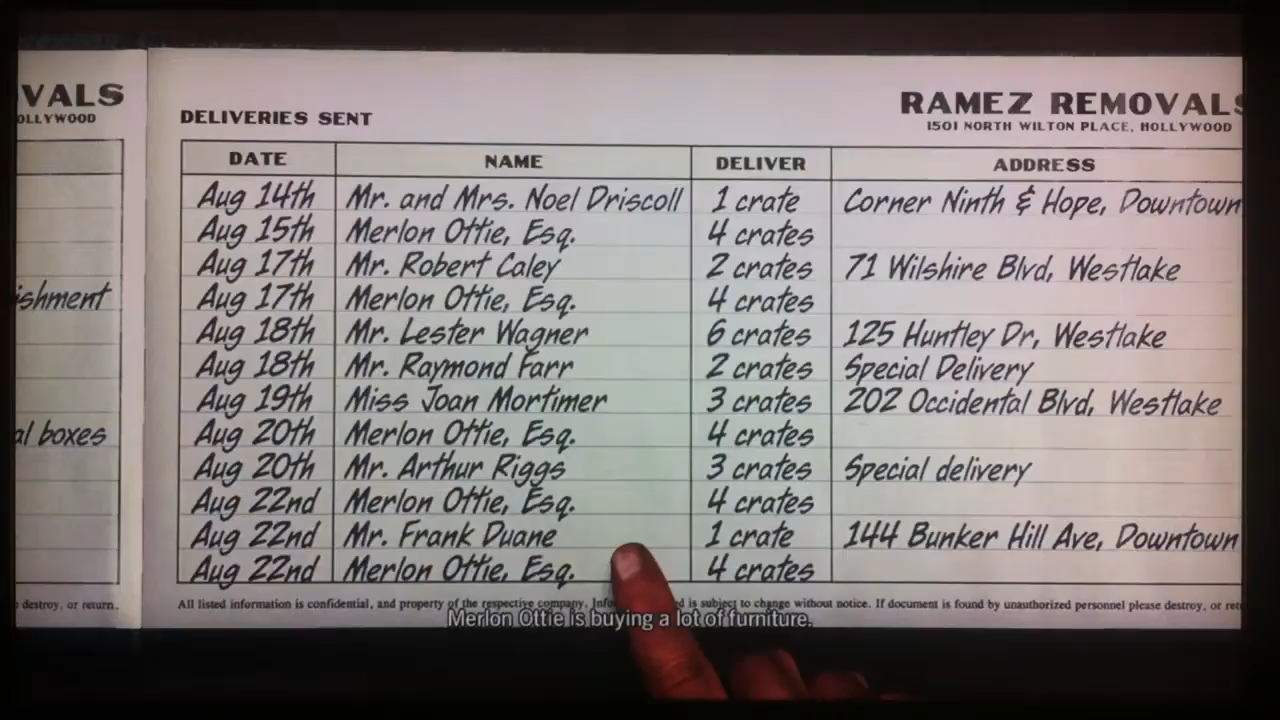 VALS
OLLYWOOD
ishment
al boxes
destroy, or return.
DELIVERIES SENT
RAMEZ REMOVALS
1501 NORTH WILTON PLACE, HOLLYWOOD
DATE NAME DELIVER ADDRESS
Aug 14th Mr. and Mrs. Noel Driscoll 1 crate Corner Ninth & Hope, Downtown
Aug 15th Merlon Ottie, Esq. 4 crates
Aug 17th Mr. Robert Caley 2 crates 71 Wilshire Blvd, Westlake
Aug 17th Merlon Ottie, Esq. 4 crates
Aug 18th Mr. Lester Wagner 6 crates 125 Huntley Dr, Westlake
Aug 18th Mr. Raymond Farr 2 crates Special Delivery
Aug 19th Miss Joan Mortimer 3 crates 202 Occidental Blvd, Westlake
Aug 20th Merlon Ottie, Esq. 4 crates
Aug 20th Mr. Arthur Riggs 3 crates Special delivery
Aug 22nd Merlon Ottie, Esq. 4 crates
Aug 22nd Mr. Frank Duane 1 crate 144 Bunker Hill Ave, Downtown
Aug 22nd Merlon Ottie, Esq. 4 crates
All listed information is confidential, and property of the respective company. is subject to change without notice. If document is found by unauthorized personnel please destroy, or
Merlon Ottie is buying a lot of furniture.